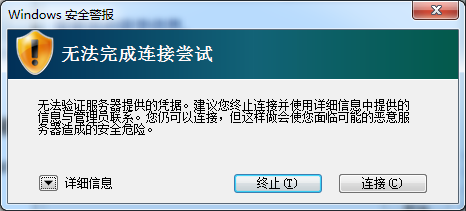 Windows 安全警报
无法完成连接尝试
无法验证服务器提供的凭据。建议您终止连接并使用详细信息中提供的
信息与管理员联系。您仍可以连接，但这样做会使您面临可能的恶意服
务器造成的安全危险。
详细信息
终止(T)
连接(C)